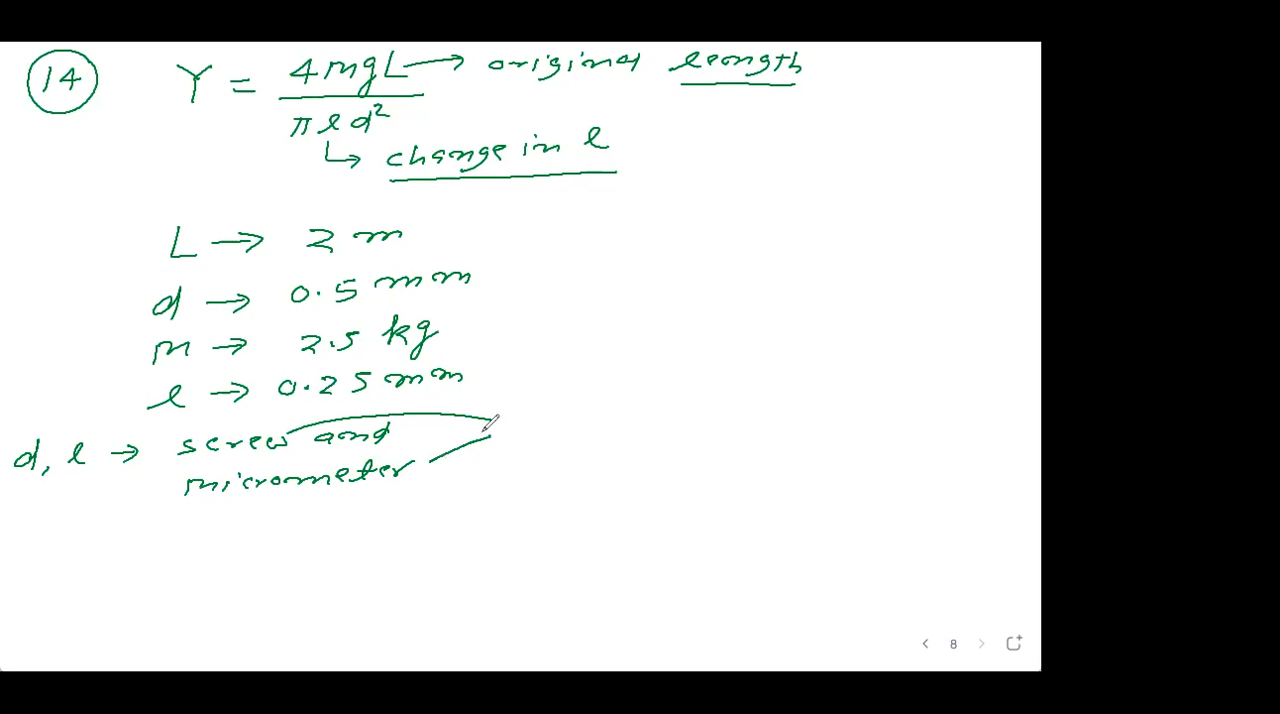 14 Y = 4mgL / πld² → original length
↳ change in l
L → 2 m
d → 0.5 mm
m → 2.5 kg
l → 0.25 mm
d, l → screw and
micrometer
8